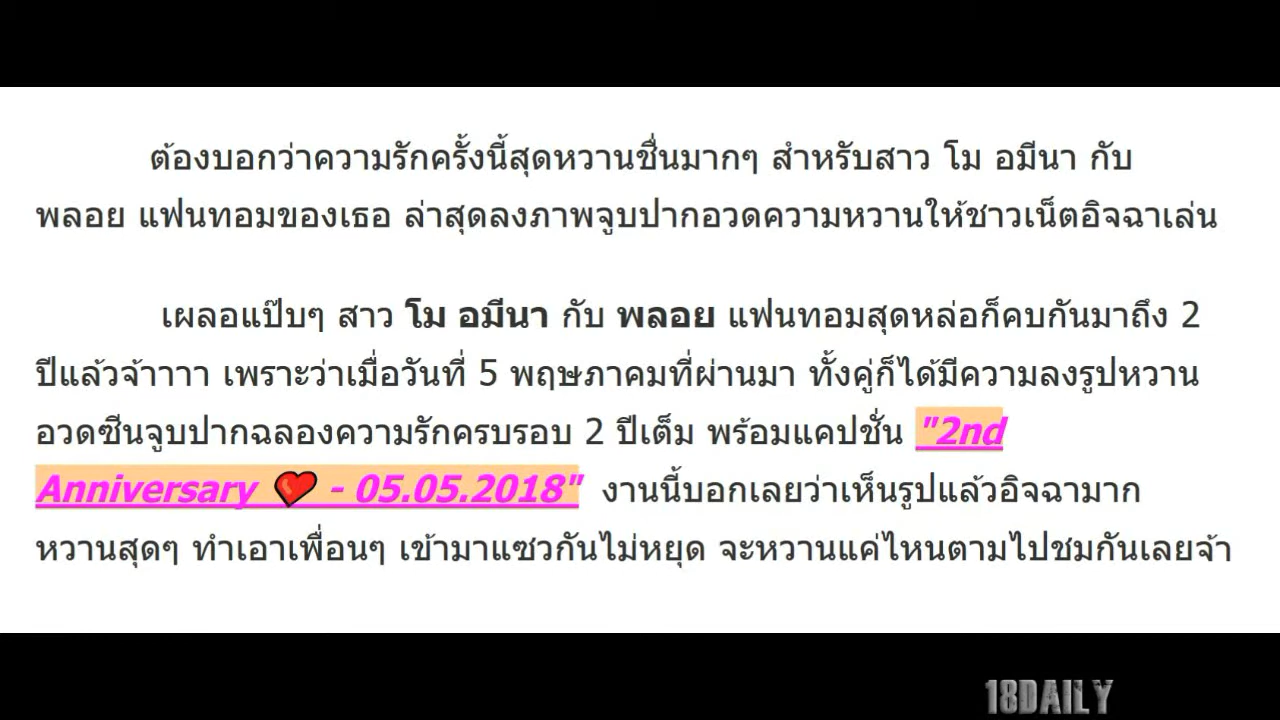 ต้องบอกว่าความรักครั้งนี้สุดหวานชื่นมากๆ สำหรับสาว โม อมีนา กับ
พลอย แฟนทอมของเธอ ล่าสุดลงภาพจูบปากอวดความหวานให้ชาวเน็ตอิจฉาเล่น
เผลอแป๊บๆ สาว โม อมีนา กับ พลอย แฟนทอมสุดหล่อก็คบกันมาถึง 2
ปีแล้วจ้าาาา เพราะว่าเมื่อวันที่ 5 พฤษภาคมที่ผ่านมา ทั้งคู่ก็ได้มีความลงรูปหวาน
อวดซีนจูบปากฉลองความรักครบรอบ 2 ปีเต็ม พร้อมแคปชั่น "2nd
Anniversary ❤ - 05.05.2018" งานนี้บอกเลยว่าเห็นรูปแล้วอิจฉามาก
หวานสุดๆ ทำเอาเพื่อนๆ เข้ามาแซวกันไม่หยุด จะหวานแค่ไหนตามไปชมกันเลยจ้า
18DAILY